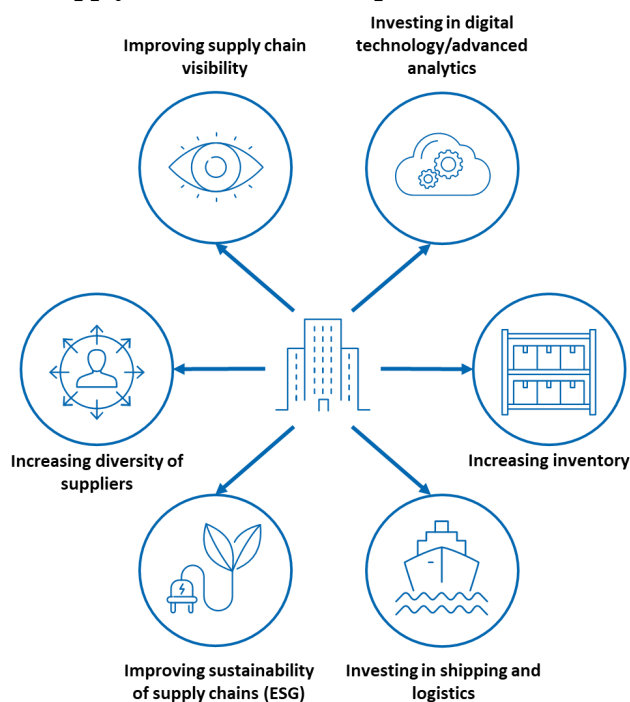 Improving supply chain
visibility
Investing in digital
technology/advanced
analytics
Increasing diversity of
suppliers
Increasing inventory
Improving sustainability
of supply chains (ESG)
Investing in shipping and
logistics